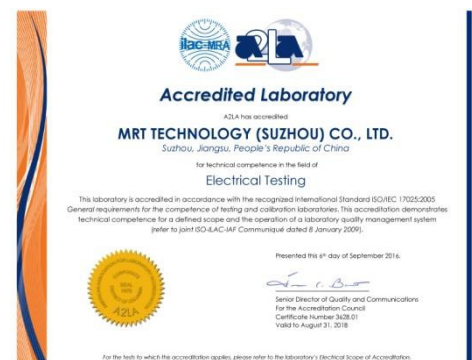 ilac-MRA
A2LA
Accredited Laboratory
A2LA has accredited
MRT TECHNOLOGY (SUZHOU) CO., LTD.
Suzhou, Jiangsu, People's Republic of China
for technical competence in the field of
Electrical Testing
This laboratory is accredited in accordance with the recognized International Standard ISO/IEC 17025:2005
General requirements for the competence of testing and calibration laboratories. This accreditation demonstrates
technical competence for a defined scope and the operation of a laboratory quality management system
(refer to joint ISO-ILAC-IAF Communiqué dated 8 January 2009).
Presented this 6th day of September 2016.
Senior Director of Quality and Communications
For the Accreditation Council
Certificate Number 3628.01
Valid to August 31, 2018
SEAL
A2LA
For the tests to which this accreditation applies, please refer to the laboratory's Electrical Scope of Accreditation.